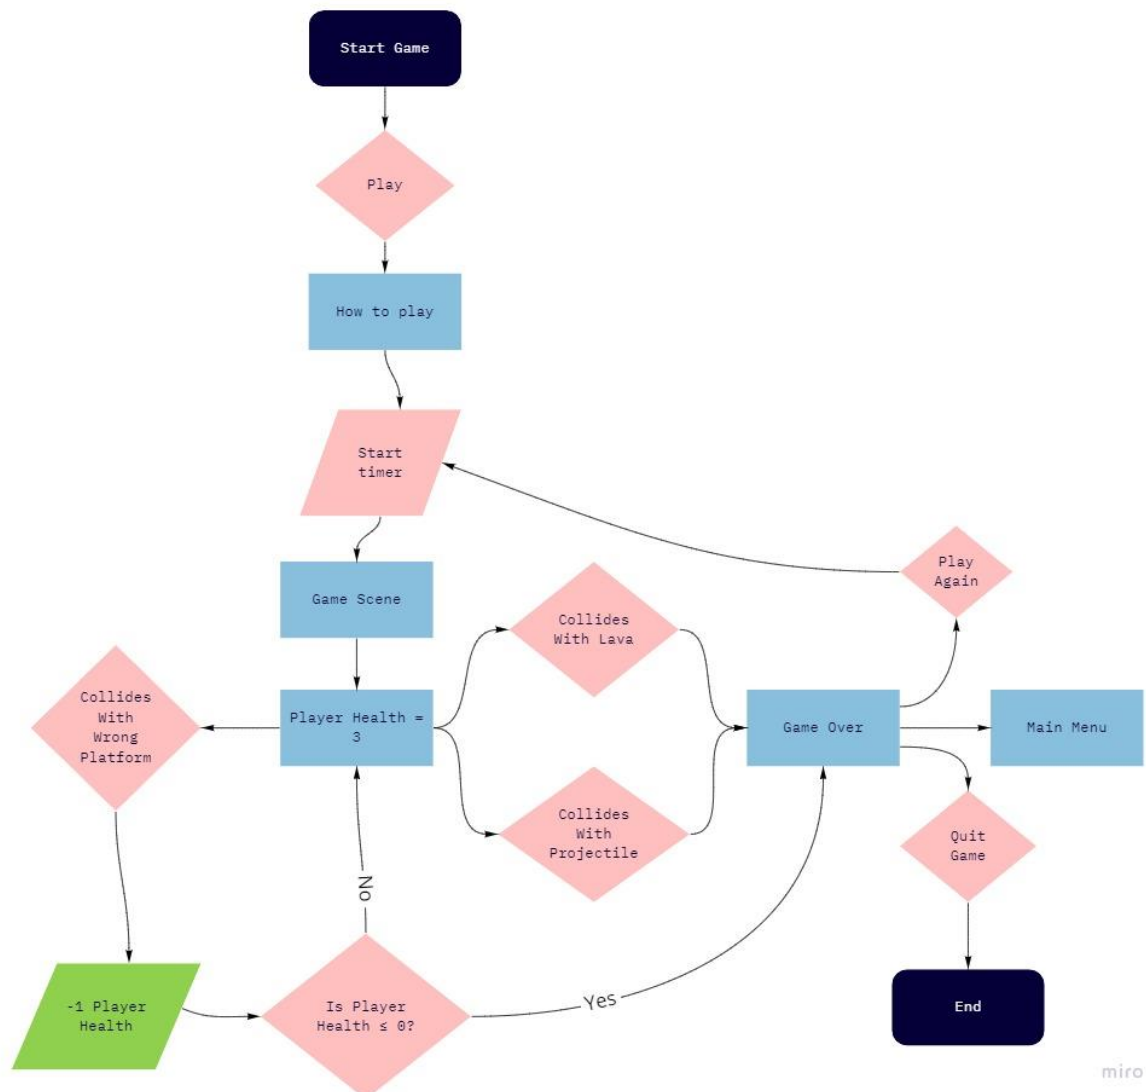 Start Game
Play
How to play
Start
timer
Game Scene
Play
Again
Collides
With Lava
Collides
With
Wrong
Platform
Player Health =
3
Game Over
Main Menu
Collides
With
Projectile
Quit
Game
No
-1 Player
Health
Is Player
Health ≤ 0?
Yes
End
miro